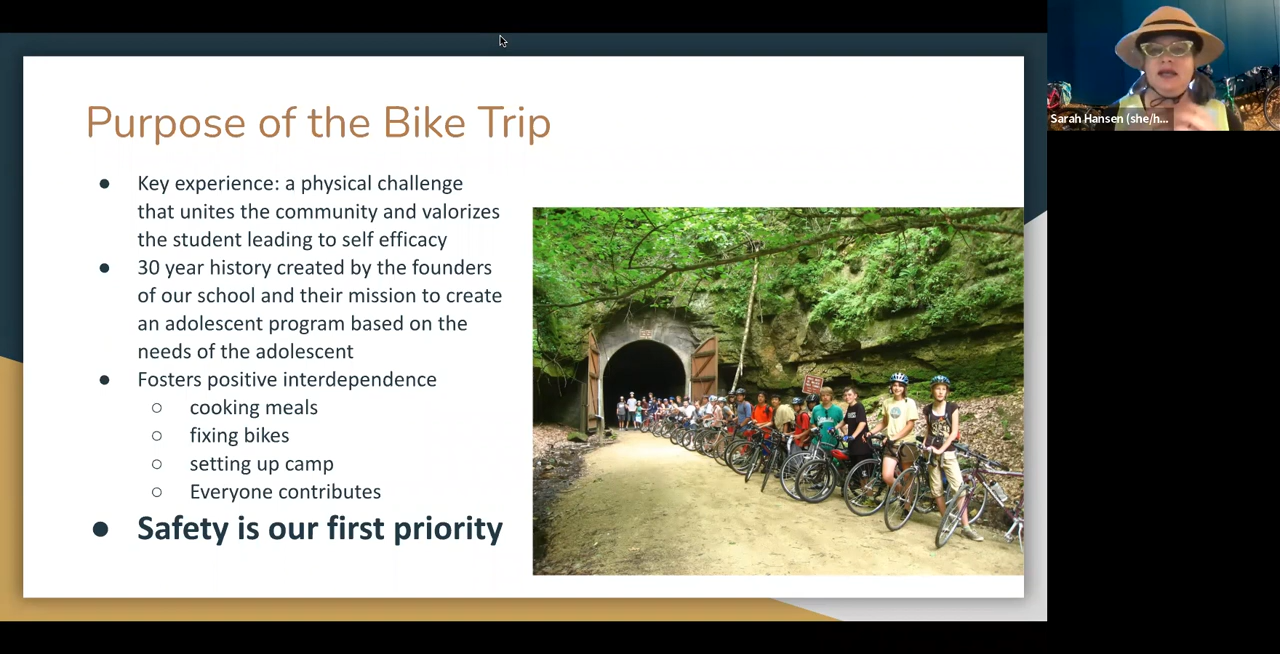 Purpose of the Bike Trip
● Key experience: a physical challenge
that unites the community and valorizes
the student leading to self efficacy
● 30 year history created by the founders
of our school and their mission to create
an adolescent program based on the
needs of the adolescent
● Fosters positive interdependence
○ cooking meals
○ fixing bikes
○ setting up camp
○ Everyone contributes
● Safety is our first priority
Sarah Hansen (she/h...